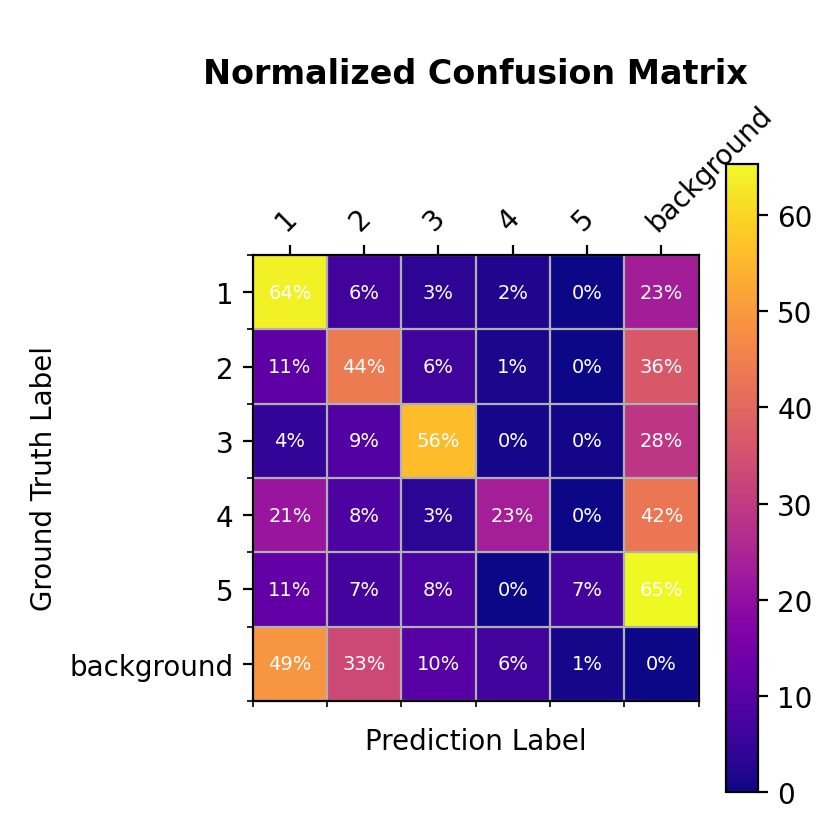 Normalized Confusion Matrix
1 2 3 4 5 background
1 64% 6% 3% 2% 0% 23%
2 11% 44% 6% 1% 0% 36%
3 4% 9% 56% 0% 0% 28%
4 21% 8% 3% 23% 0% 42%
5 11% 7% 8% 0% 7% 65%
background 49% 33% 10% 6% 1% 0%
Ground Truth Label
Prediction Label
60
50
40
30
20
10
0